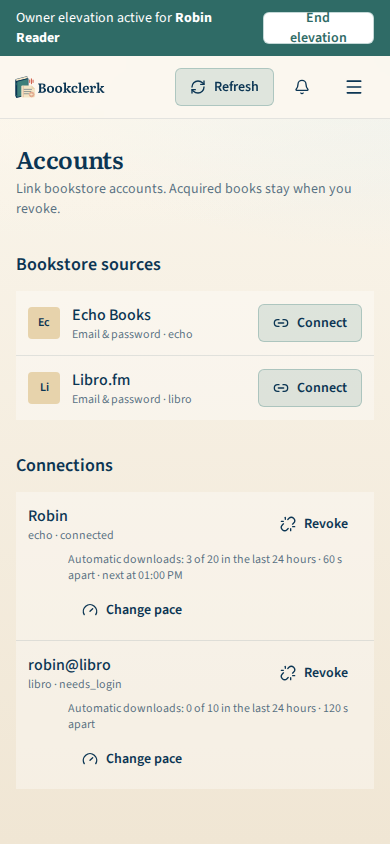 Owner elevation active for Robin
Reader
End
elevation
Bookclerk
Refresh
Accounts
Link bookstore accounts. Acquired books stay when you
revoke.
Bookstore sources
Ec
Echo Books
Email & password · echo
Connect
Li
Libro.fm
Email & password · libro
Connect
Connections
Robin
echo · connected
Revoke
Automatic downloads: 3 of 20 in the last 24 hours · 60 s
apart · next at 01:00 PM
Change pace
robin@libro
libro · needs_login
Revoke
Automatic downloads: 0 of 10 in the last 24 hours · 120 s
apart
Change pace